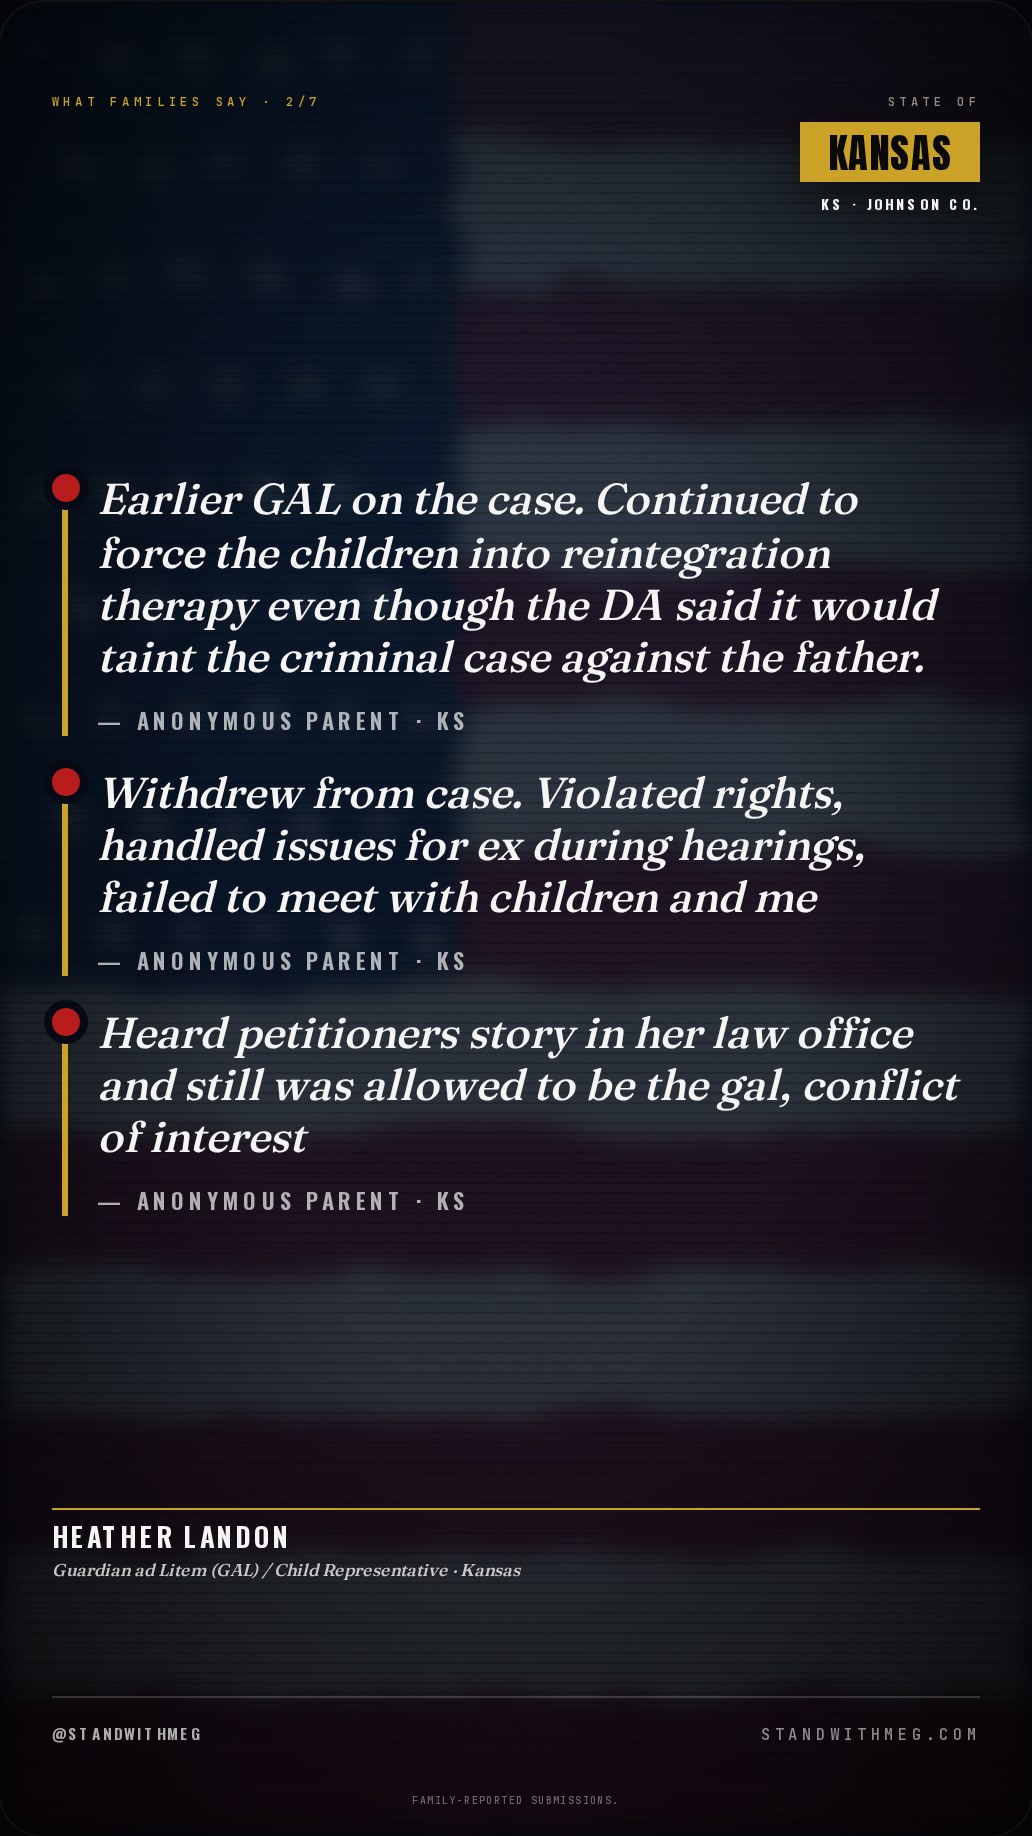 WHAT FAMILIES SAY · 2/7
STATE OF
KANSAS
KS · JOHNSON CO.
Earlier GAL on the case. Continued to
force the children into reintegration
therapy even though the DA said it would
taint the criminal case against the father.
— ANONYMOUS PARENT · KS
Withdrew from case. Violated rights,
handled issues for ex during hearings,
failed to meet with children and me
— ANONYMOUS PARENT · KS
Heard petitioners story in her law office
and still was allowed to be the gal, conflict
of interest
— ANONYMOUS PARENT · KS
HEATHER LANDON
Guardian ad Litem (GAL) / Child Representative · Kansas
@STANDWITHMEG
STANDWITHMEG.COM
FAMILY-REPORTED SUBMISSIONS.